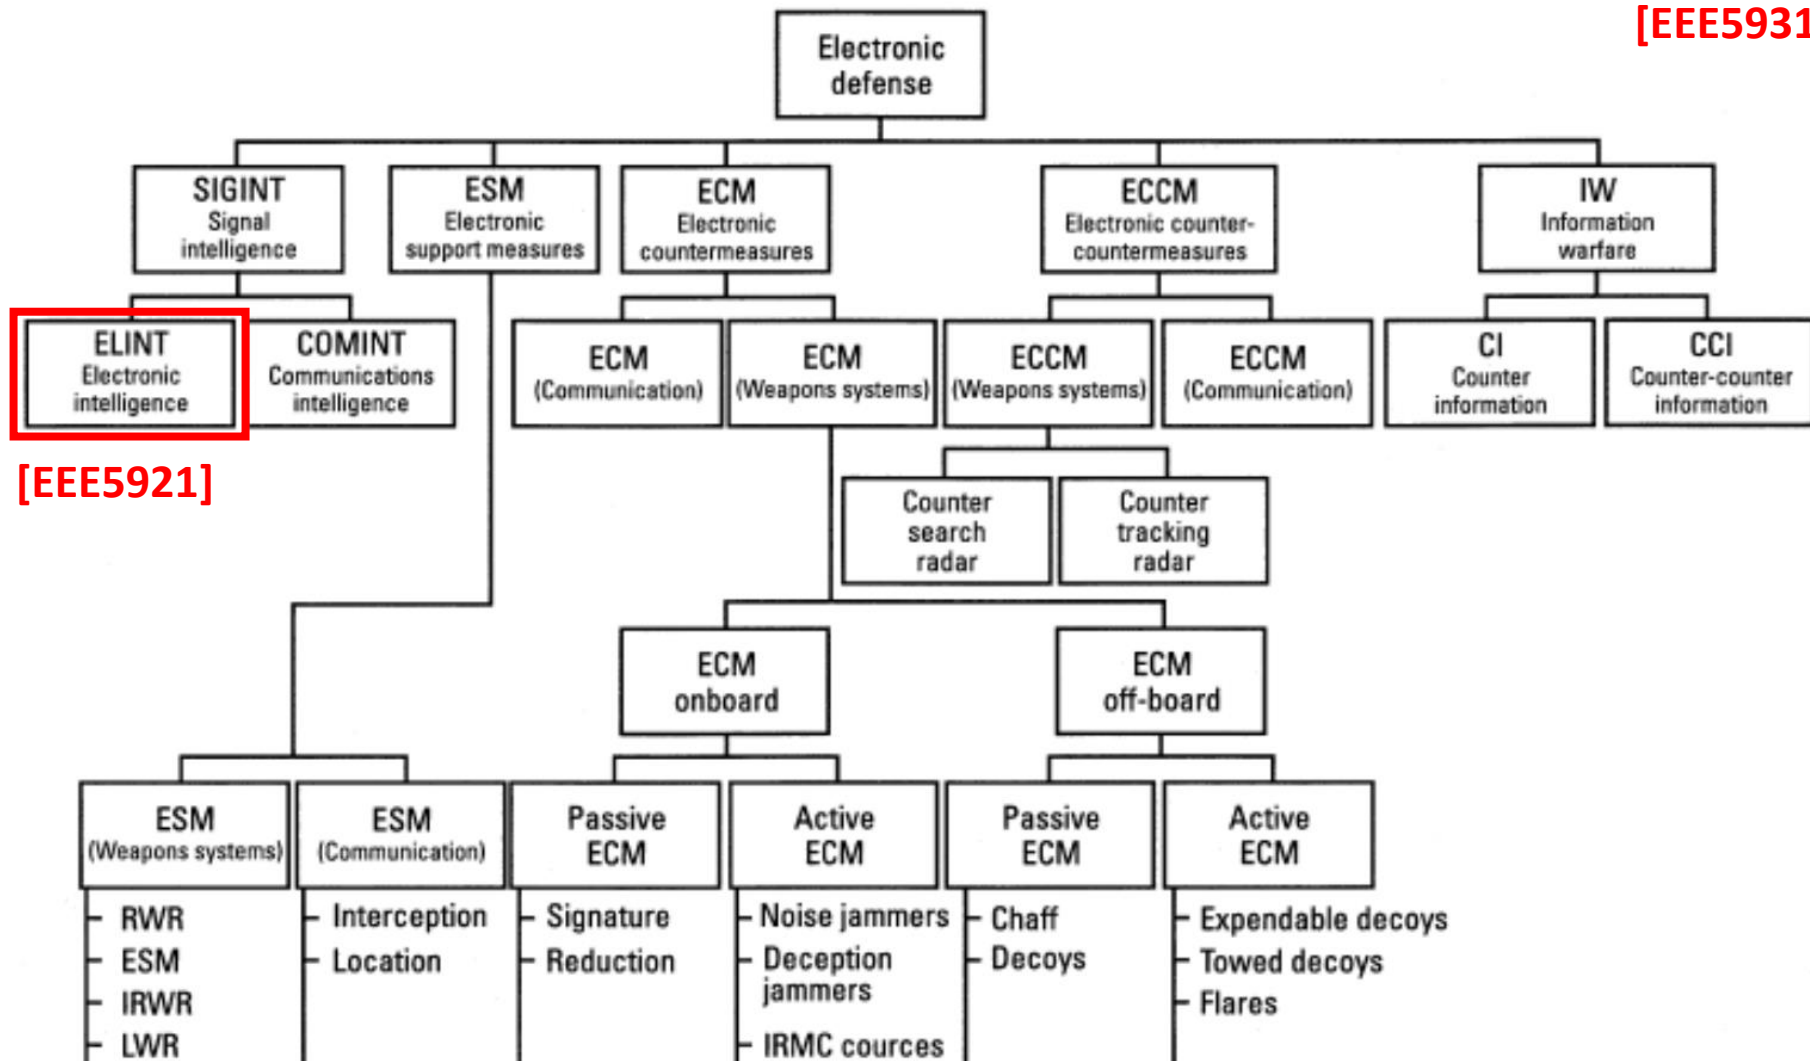 [EEE5931
Electronic
defense
SIGINT
Signal
intelligence
ESM
Electronic
support measures
ECM
Electronic
countermeasures
ECCM
Electronic counter-
countermeasures
IW
Information
warfare
ELINT
Electronic
intelligence
COMINT
Communications
intelligence
ECM
(Communication)
ECM
(Weapons systems)
ECCM
(Weapons systems)
ECCM
(Communication)
CI
Counter
information
CCI
Counter-counter
information
[EEE5921]
Counter
search
radar
Counter
tracking
radar
ECM
onboard
ECM
off-board
ESM
(Weapons systems)
ESM
(Communication)
Passive
ECM
Active
ECM
Passive
ECM
Active
ECM
- RWR
- ESM
- IRWR
- LWR
- Interception
- Location
- Signature
- Reduction
- Noise jammers
- Deception
jammers
- IRMC cources
- Chaff
- Decoys
- Expendable decoys
- Towed decoys
- Flares